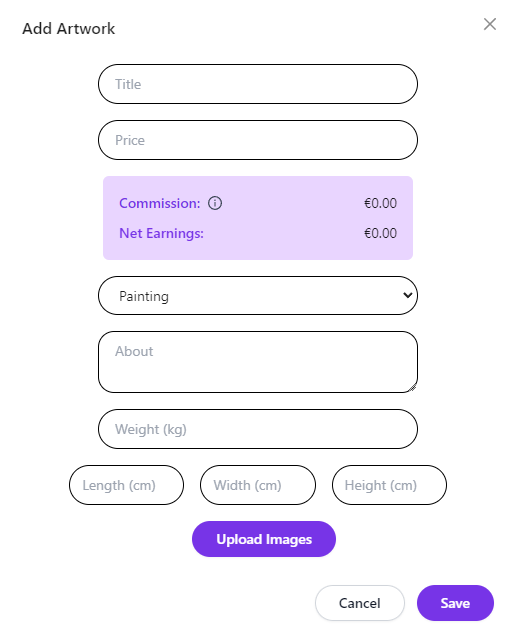 Add Artwork
Title
Price
Commission: €0.00
Net Earnings: €0.00
Painting
About
Weight (kg)
Length (cm) Width (cm) Height (cm)
Upload Images
Cancel Save